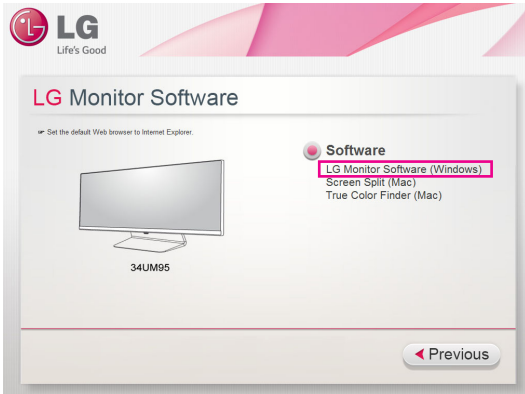 LG
Life's Good
LG Monitor Software
☞ Set the default Web browser to Internet Explorer.
Software
LG Monitor Software (Windows)
Screen Split (Mac)
True Color Finder (Mac)
34UM95
Previous